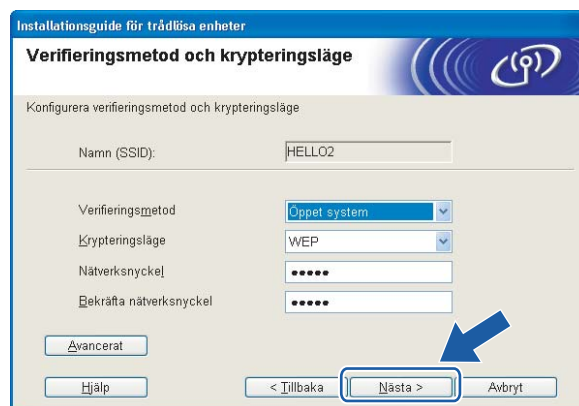 Installationsguide för trådlösa enheter
Verifieringsmetod och krypteringsläge
Konfigurera verifieringsmetod och krypteringsläge
Namn (SSID): HELLO2
Verifieringsmetod Öppet system
Krypteringsläge WEP
Nätverksnyckel •••••
Bekräfta nätverksnyckel •••••
Avancerat
Hjälp < Tillbaka Nästa > Avbryt